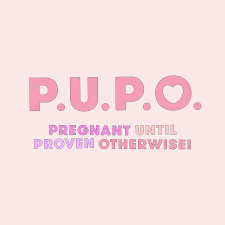 P.U.P.O.
PREGNANT UNTIL
PROVEN OTHERWISE!